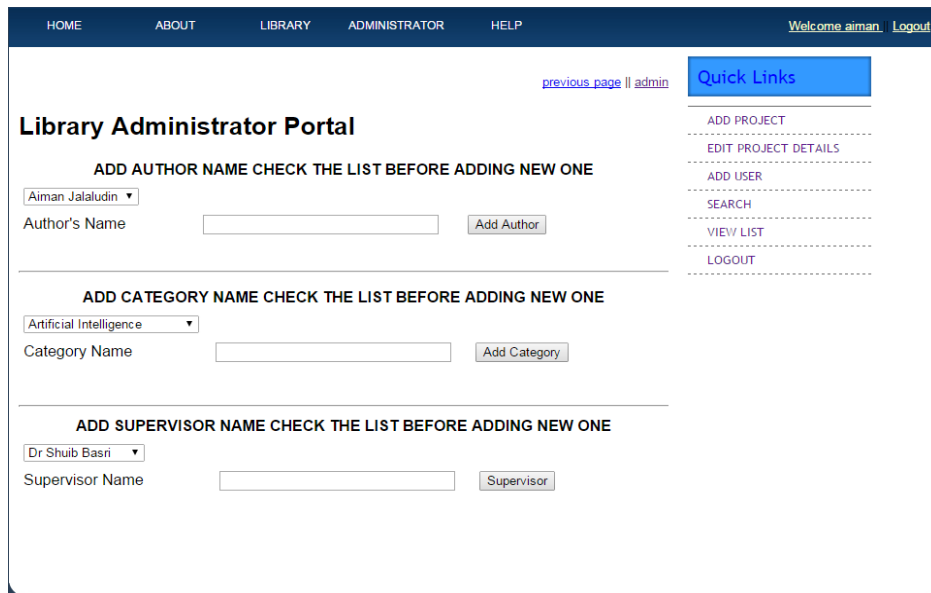 HOME ABOUT LIBRARY ADMINISTRATOR HELP Welcome aiman || Logout
previous page || admin
Library Administrator Portal
ADD AUTHOR NAME CHECK THE LIST BEFORE ADDING NEW ONE
Aiman Jalaludin
Author's Name Add Author
ADD CATEGORY NAME CHECK THE LIST BEFORE ADDING NEW ONE
Artificial Intelligence
Category Name Add Category
ADD SUPERVISOR NAME CHECK THE LIST BEFORE ADDING NEW ONE
Dr Shuib Basri
Supervisor Name Supervisor
Quick Links
ADD PROJECT
EDIT PROJECT DETAILS
ADD USER
SEARCH
VIEW LIST
LOGOUT